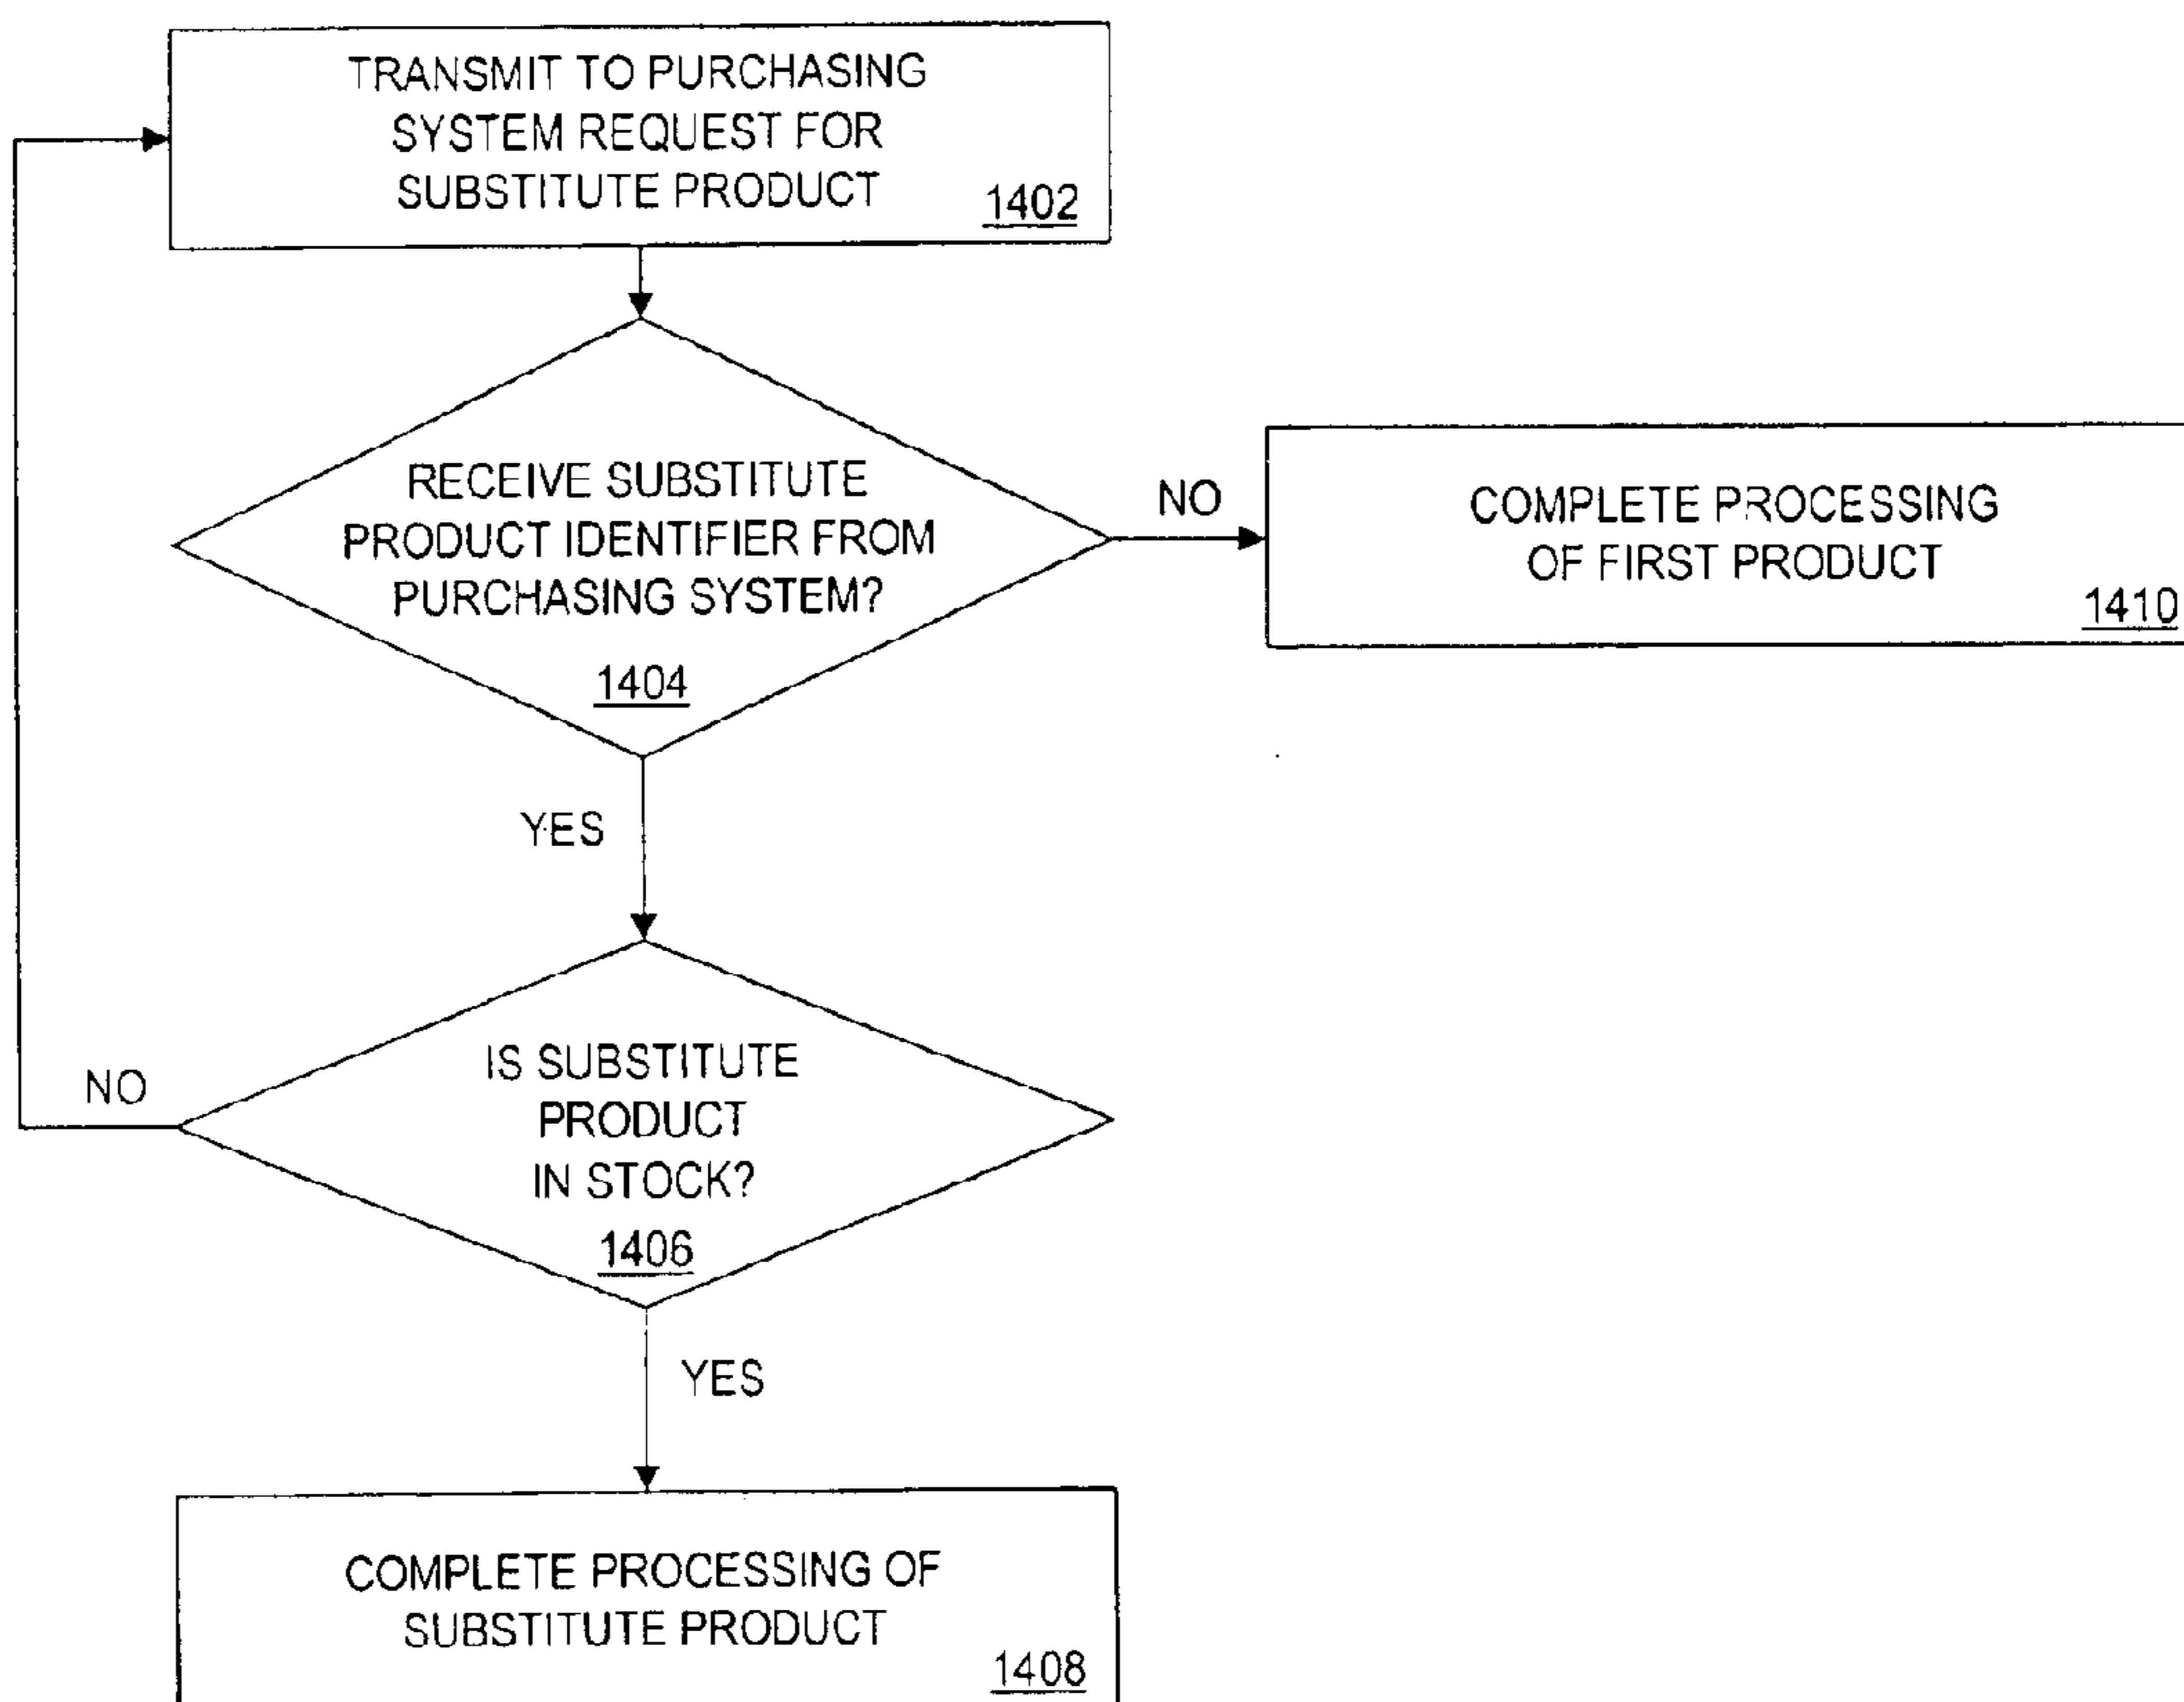 TRANSMIT TO PURCHASING
SYSTEM REQUEST FOR
SUBSTITUTE PRODUCT
1402
RECEIVE SUBSTITUTE
PRODUCT IDENTIFIER FROM
PURCHASING SYSTEM?
1404
NO
COMPLETE PROCESSING
OF FIRST PRODUCT
1410
YES
IS SUBSTITUTE
PRODUCT
IN STOCK?
1406
NO
YES
COMPLETE PROCESSING OF
SUBSTITUTE PRODUCT
1408